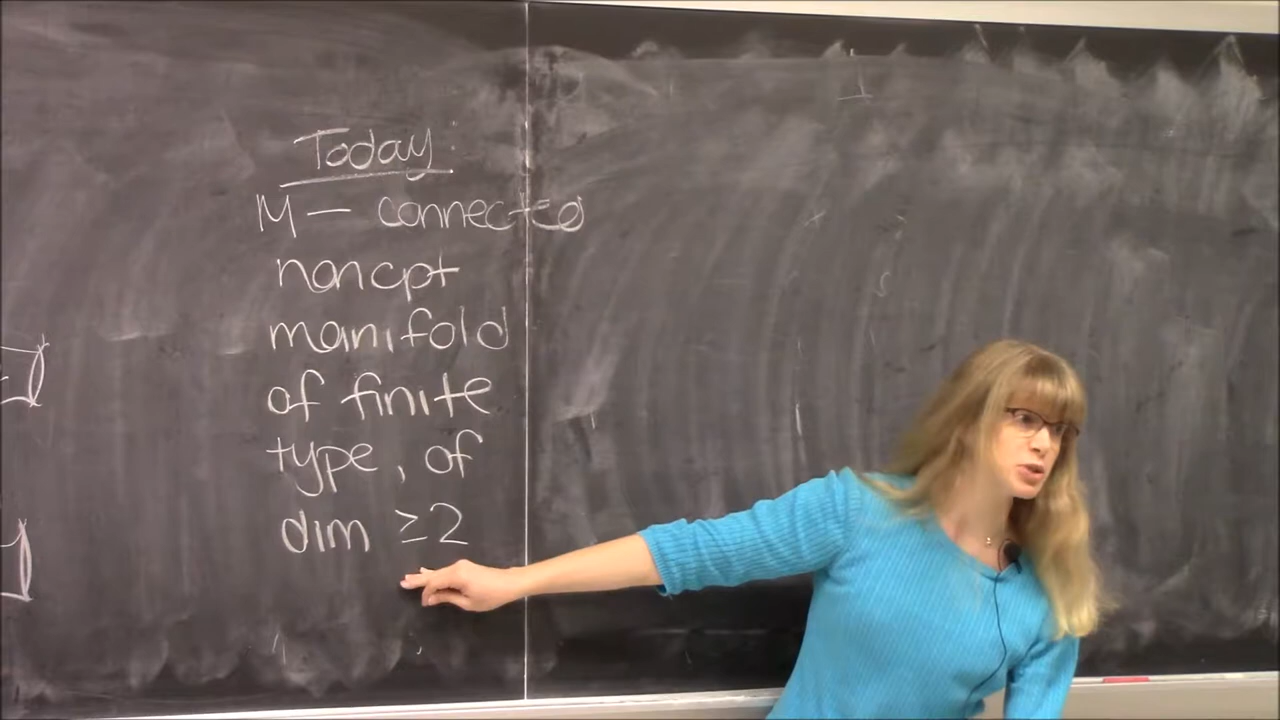 Today
M — connected
noncpt
manifold
of finite
type, of
dim ≥2